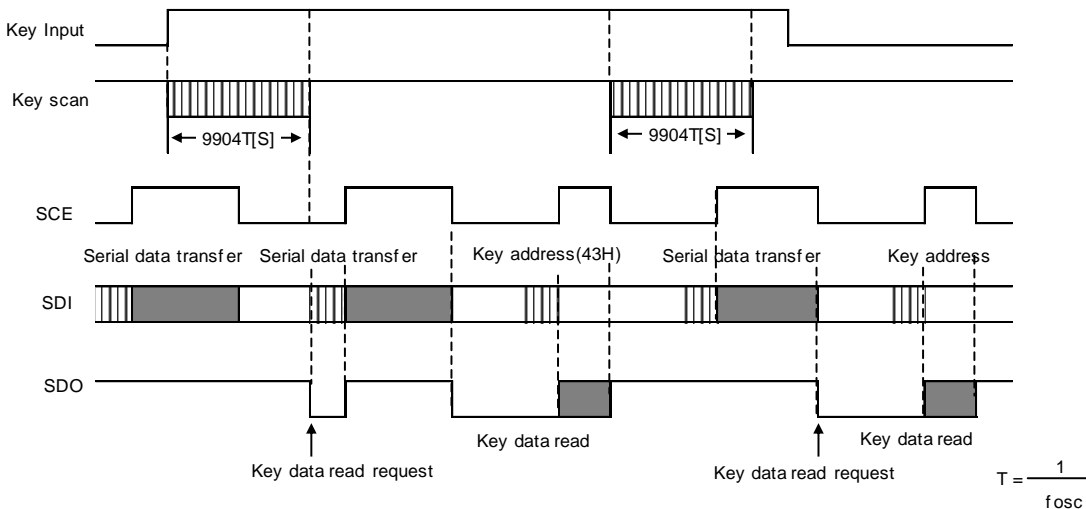 Key Input
Key scan
9904T[S]
9904T[S]
SCE
Serial data transfer
Serial data transfer
Key address(43H)
Serial data transfer
Key address
SDI
SDO
Key data read
Key data read
Key data read request
Key data read request
T = 1
fosc